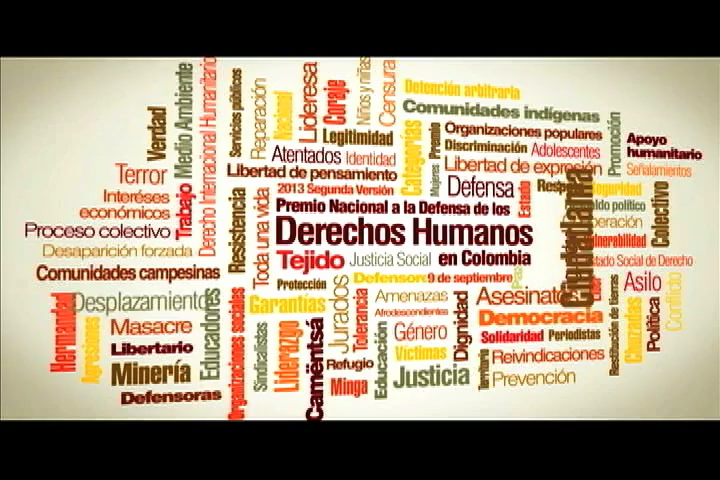 Verdad
Medio Ambiente
Derecho Internacional Humanitario
Servicios públicos
Reparación
Nacional
Lideresa
Coraje
Niños y niñas
Censura
Detención arbitraria
Comunidades indígenas
Legitimidad
Categorías
Premio
Mujeres
Organizaciones populares
Discriminación
Adolescentes
Libertad de expresión
Promoción
Apoyo
humanitario
Señalamientos
Terror
Atentados
Identidad
Libertad de pensamiento
Defensa
Estado
Intereses
económicos
Trabajo
Resistencia
Toda una vida
2013 Segunda Versión
Premio Nacional a la Defensa de los
Derechos Humanos
en Colombia
Colectivo
Proceso colectivo
Desaparición forzada
Comunidades campesinas
Tejido
Justicia Social
Defensores
9 de septiembre
Protección
Estado Social de Derecho
Asilo
Conflicto
Hermandad
Desplazamiento
Agresiones
Masacre
Libertario
Minería
Defensoras
Educadores
Organizaciones sociales
Sindicalistas
Garantías
Liderazgo
Camëntsá
Jurados
Tolerancia
Refugio
Minga
Amenazas
Afrodescendientes
Género
Educación
Víctimas
Justicia
Dignidad
Asesinato
Democracia
Solidaridad
Periodistas
Territorio
Reivindicaciones
Prevención
Restitución de tierras
Política